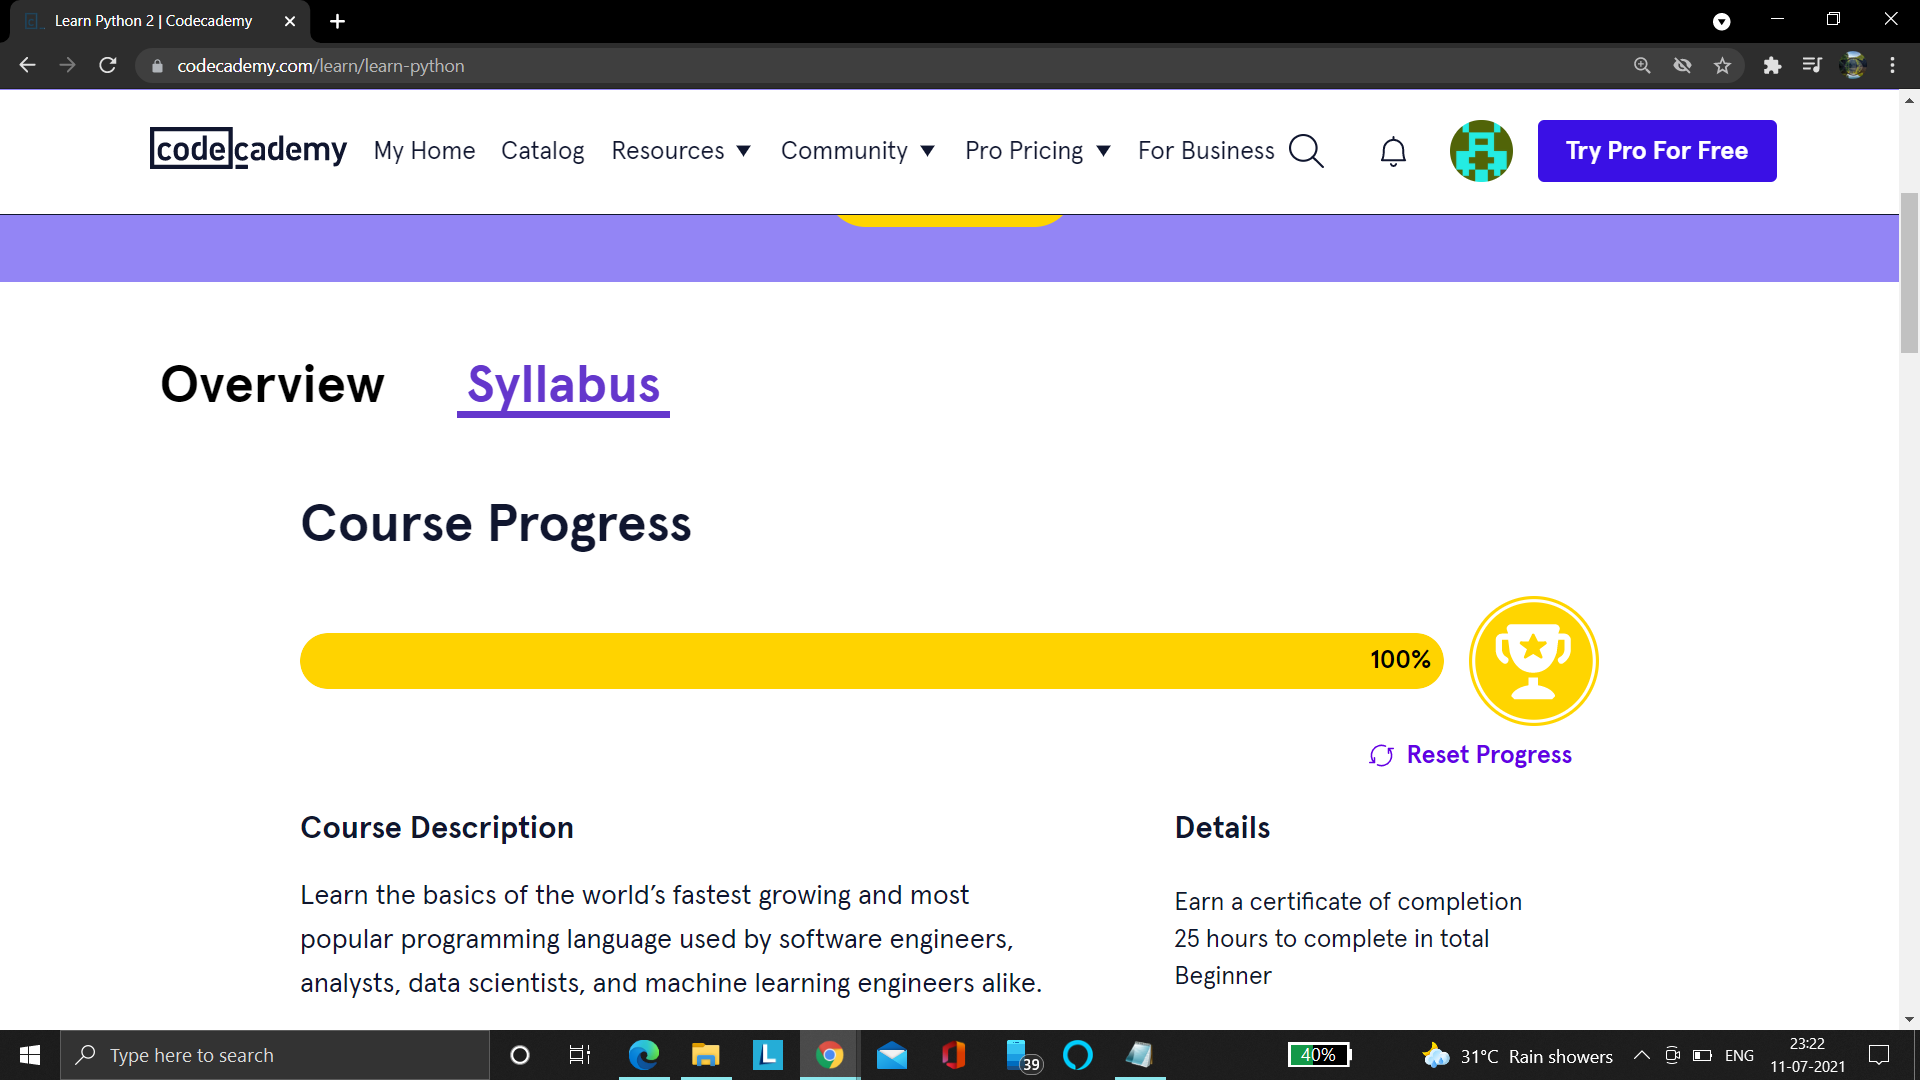 Learn Python 2 | Codecademy
codecademy.com/learn/learn-python
codecademy My Home Catalog Resources Community Pro Pricing For Business Try Pro For Free
Overview Syllabus
Course Progress
100%
Reset Progress
Course Description
Learn the basics of the world’s fastest growing and most
popular programming language used by software engineers,
analysts, data scientists, and machine learning engineers alike.
Details
Earn a certificate of completion
25 hours to complete in total
Beginner
Type here to search
L
39
40%
31°C Rain showers
ENG
23:22
11-07-2021